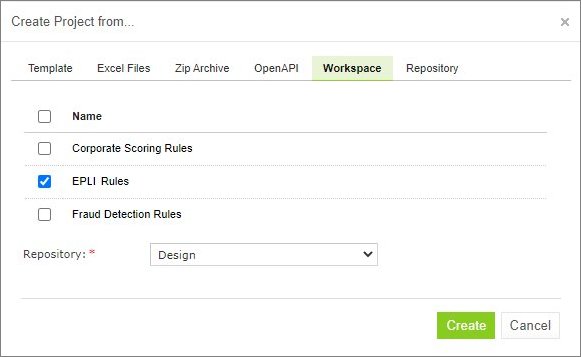 Create Project from...
×
Template Excel Files Zip Archive OpenAPI Workspace Repository
Name
Corporate Scoring Rules
EPLI Rules
Fraud Detection Rules
Repository: * Design
Create Cancel